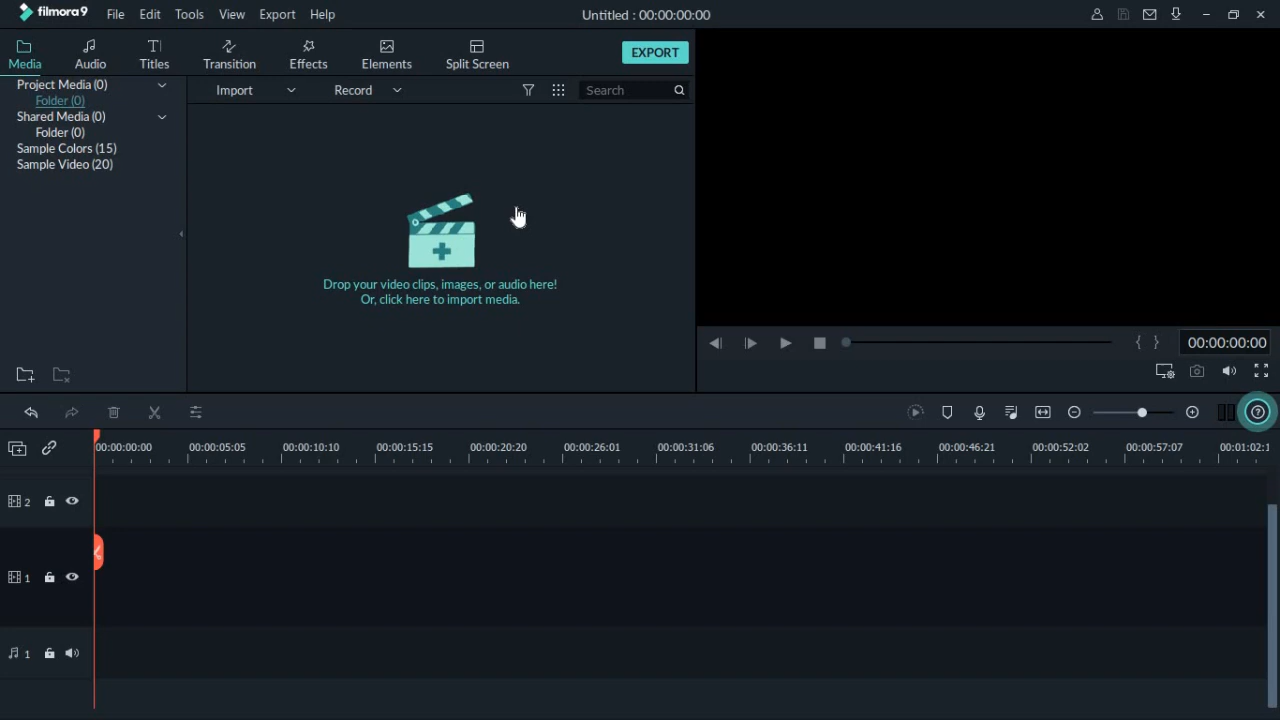 filmora9 File Edit Tools View Export Help Untitled : 00:00:00:00
Media Audio Titles Transition Effects Elements Split Screen EXPORT
Project Media (0)
Folder (0)
Shared Media (0)
Folder (0)
Sample Colors (15)
Sample Video (20)
Import Record Search
Drop your video clips, images, or audio here!
Or, click here to import media.
00:00:00:00
00:00:00:00 00:00:05:05 00:00:10:10 00:00:15:15 00:00:20:20 00:00:26:01 00:00:31:06 00:00:36:11 00:00:41:16 00:00:46:21 00:00:52:02 00:00:57:07 00:01:02:1
2
1
1